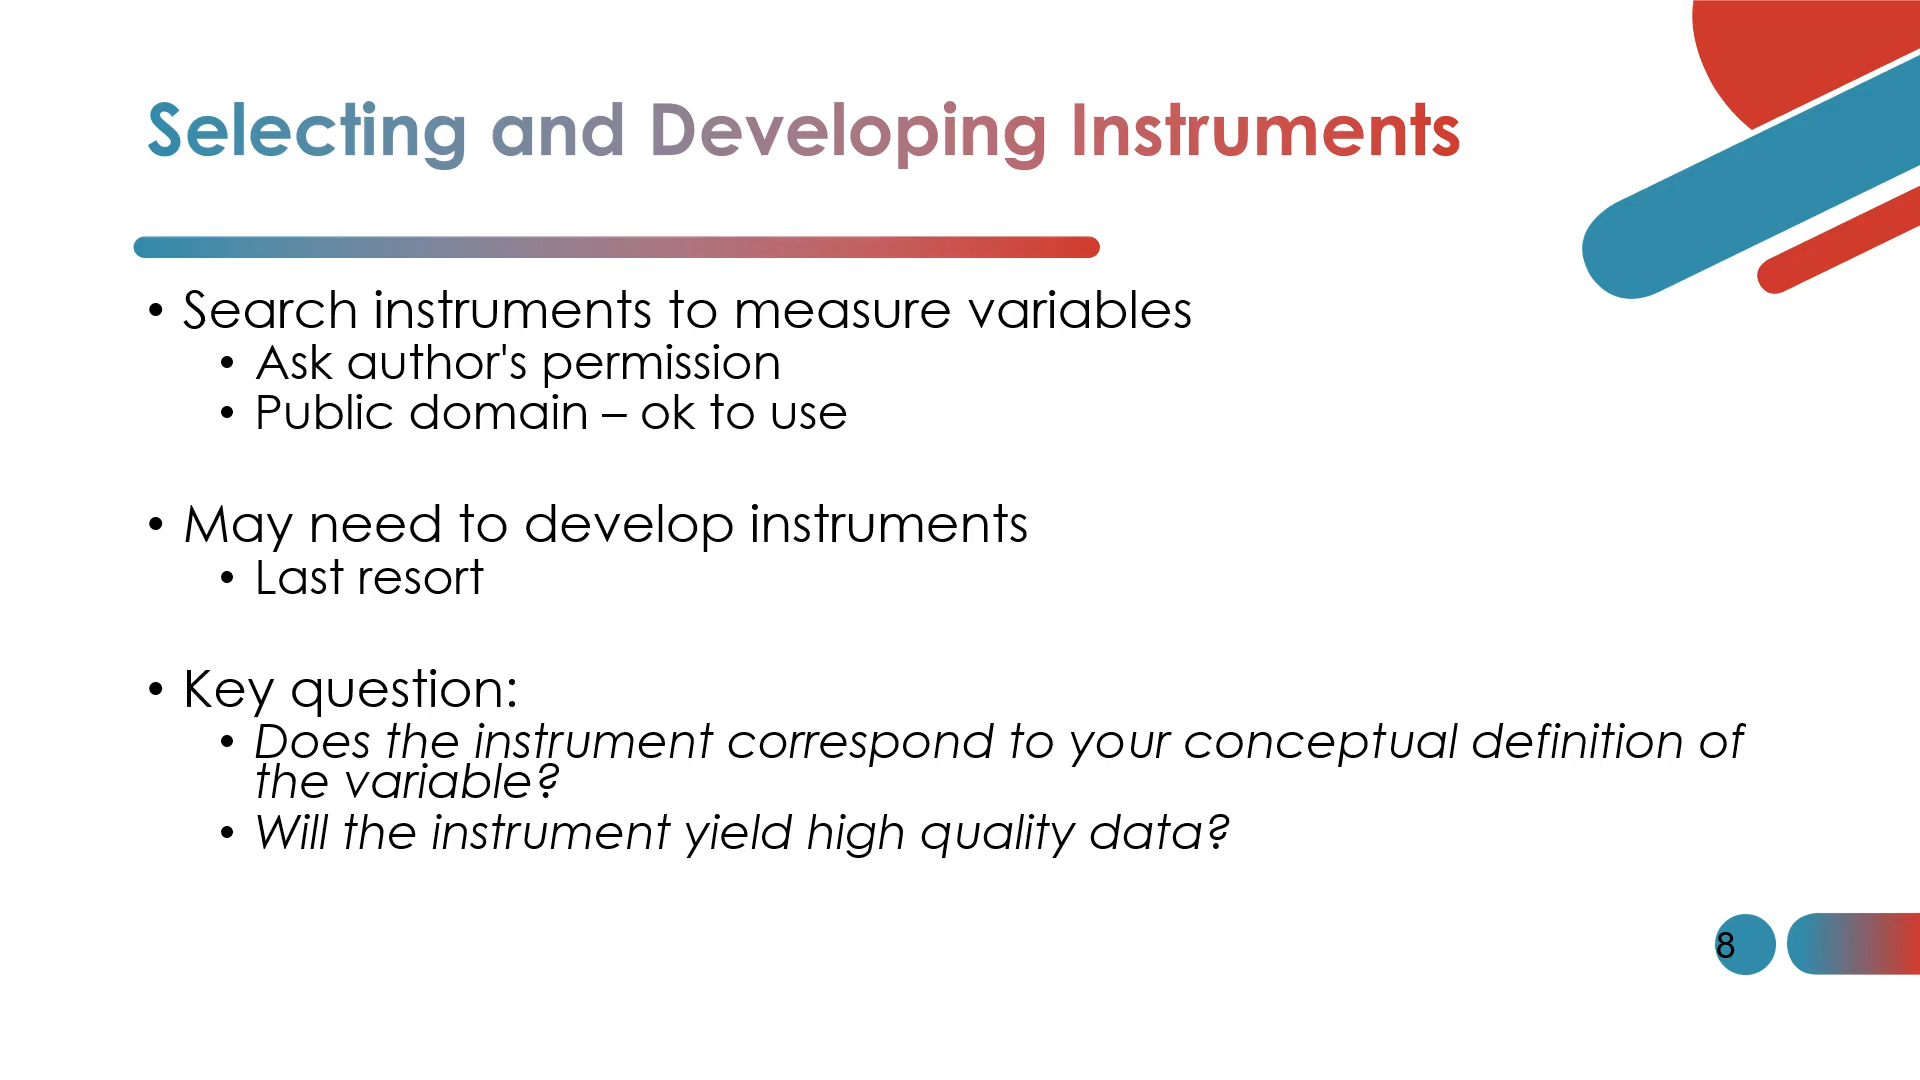 Selecting and Developing Instruments
• Search instruments to measure variables
• Ask author's permission
• Public domain – ok to use
• May need to develop instruments
• Last resort
• Key question:
• Does the instrument correspond to your conceptual definition of
the variable?
• Will the instrument yield high quality data?
8